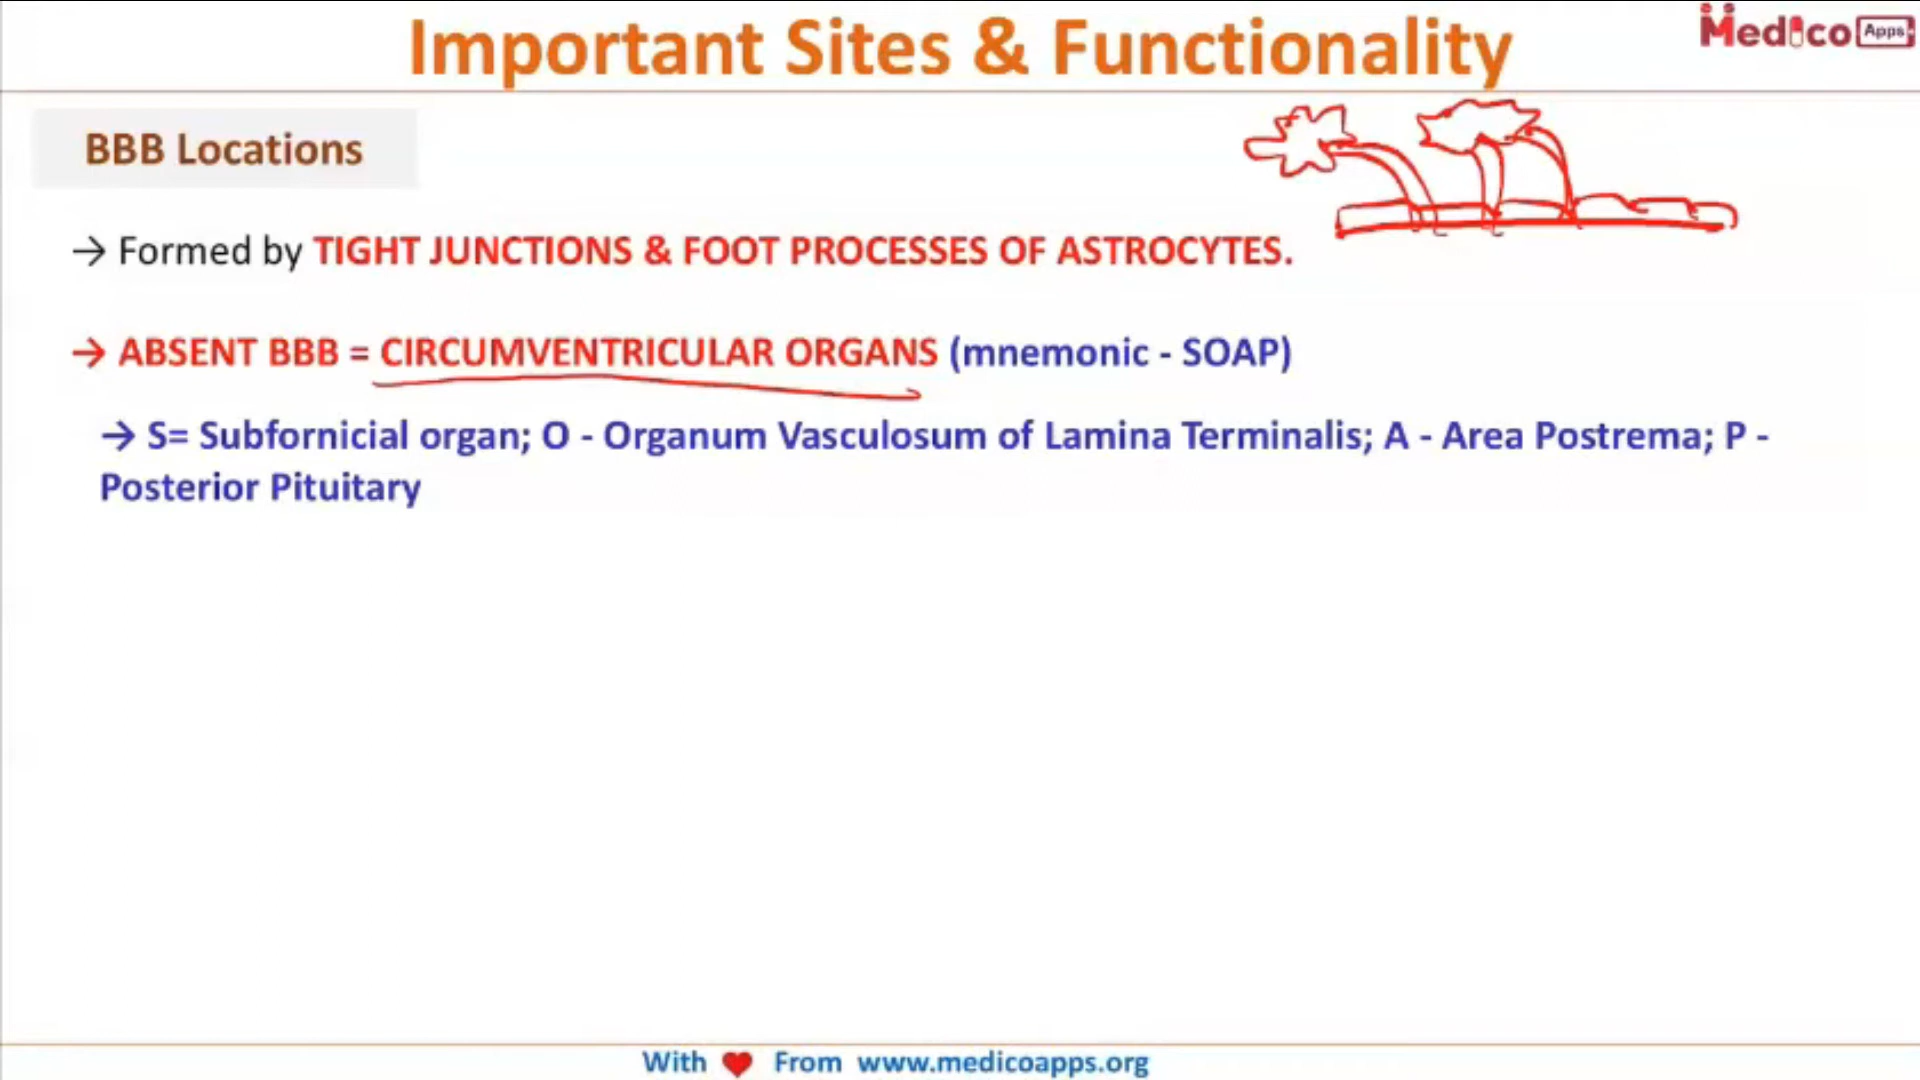 Important Sites & Functionality
Medico Apps
BBB Locations
→ Formed by TIGHT JUNCTIONS & FOOT PROCESSES OF ASTROCYTES.
→ ABSENT BBB = CIRCUMVENTRICULAR ORGANS (mnemonic - SOAP)
→ S= Subfornicial organ; O - Organum Vasculosum of Lamina Terminalis; A - Area Postrema; P -
Posterior Pituitary
With ❤ From www.medicoapps.org